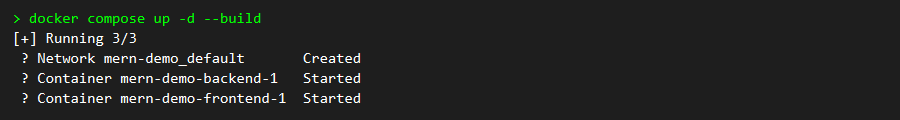 > docker compose up -d --build
[+] Running 3/3
 ? Network mern-demo_default       Created
 ? Container mern-demo-backend-1   Started
 ? Container mern-demo-frontend-1  Started